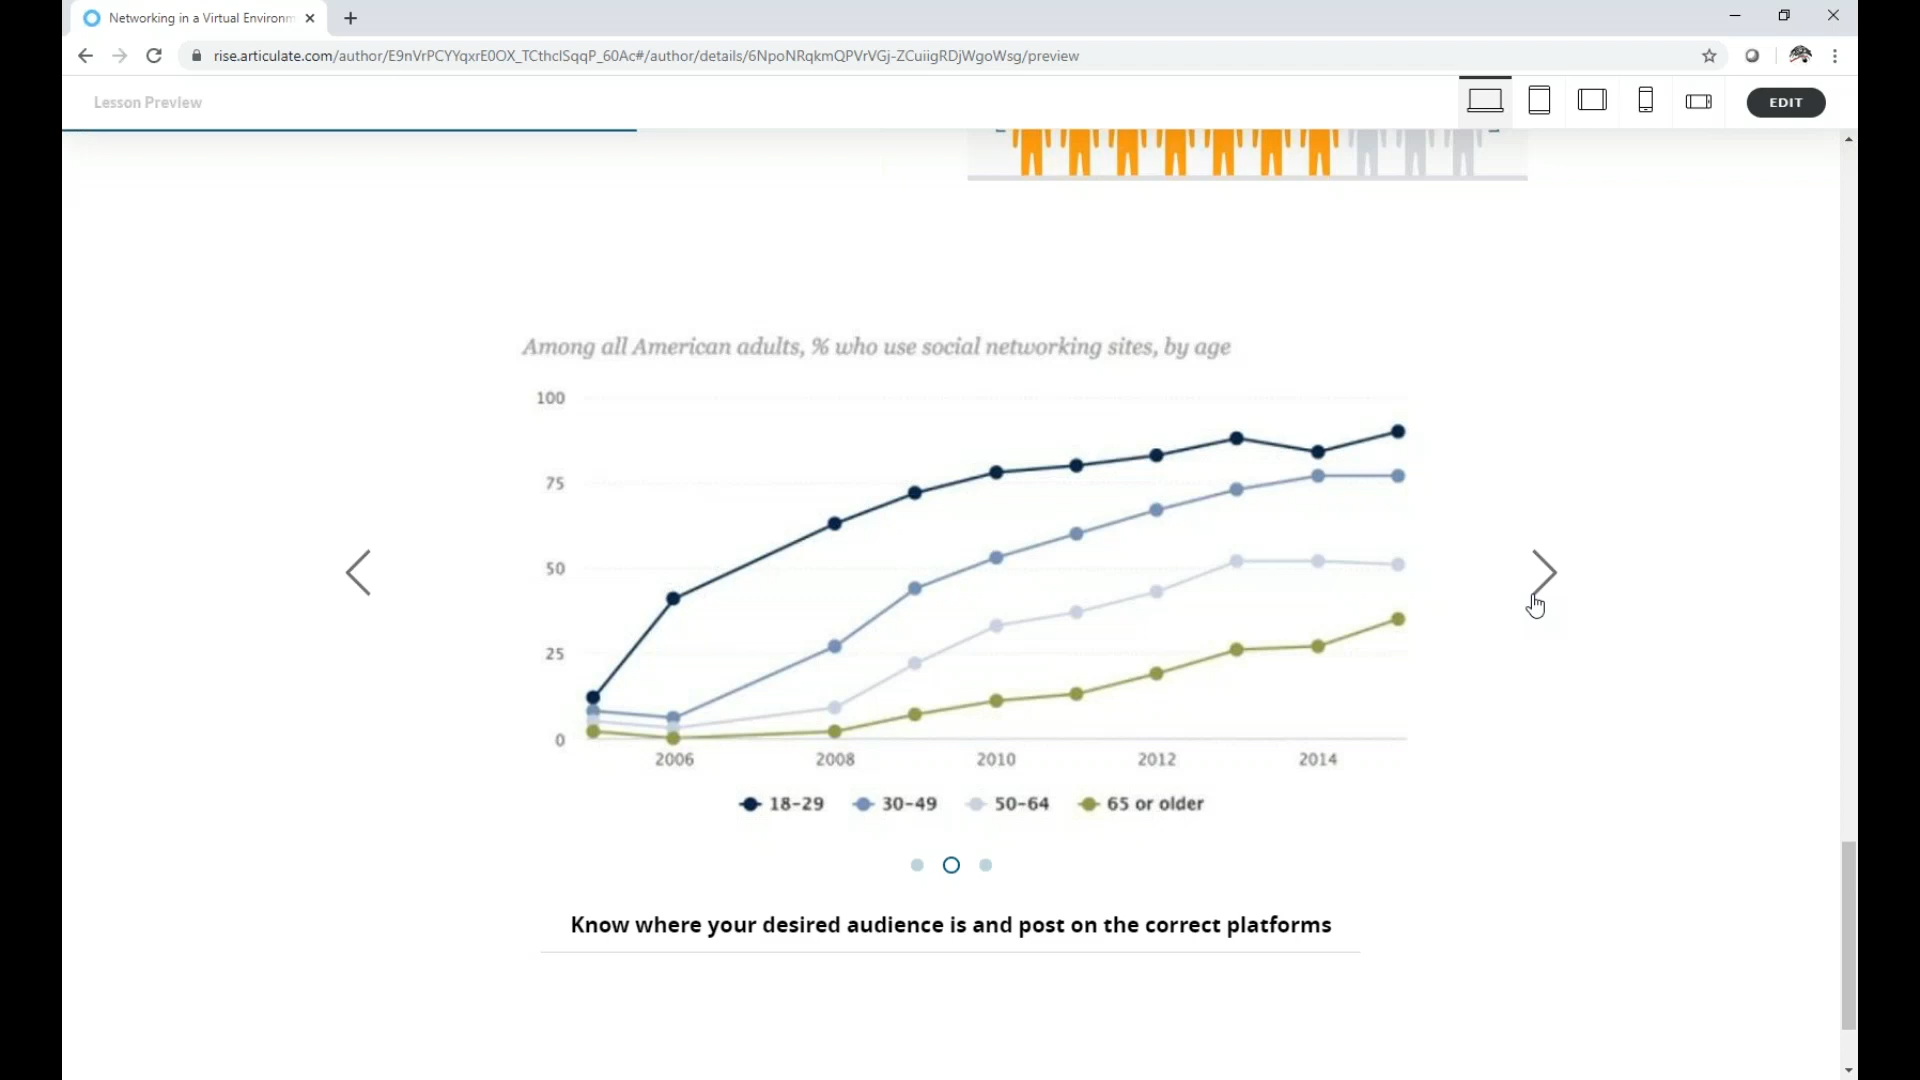 Networking in a Virtual Environm
rise.articulate.com/author/E9nVrPCYYqxrE0OX_TCthclSqqP_60Ac#/author/details/6NpoNRqkmQPVrVGj-ZCuiigRDjWgoWsg/preview
Lesson Preview
EDIT
Among all American adults, % who use social networking sites, by age
100
75
50
25
0
2006 2008 2010 2012 2014
18-29 30-49 50-64 65 or older
Know where your desired audience is and post on the correct platforms